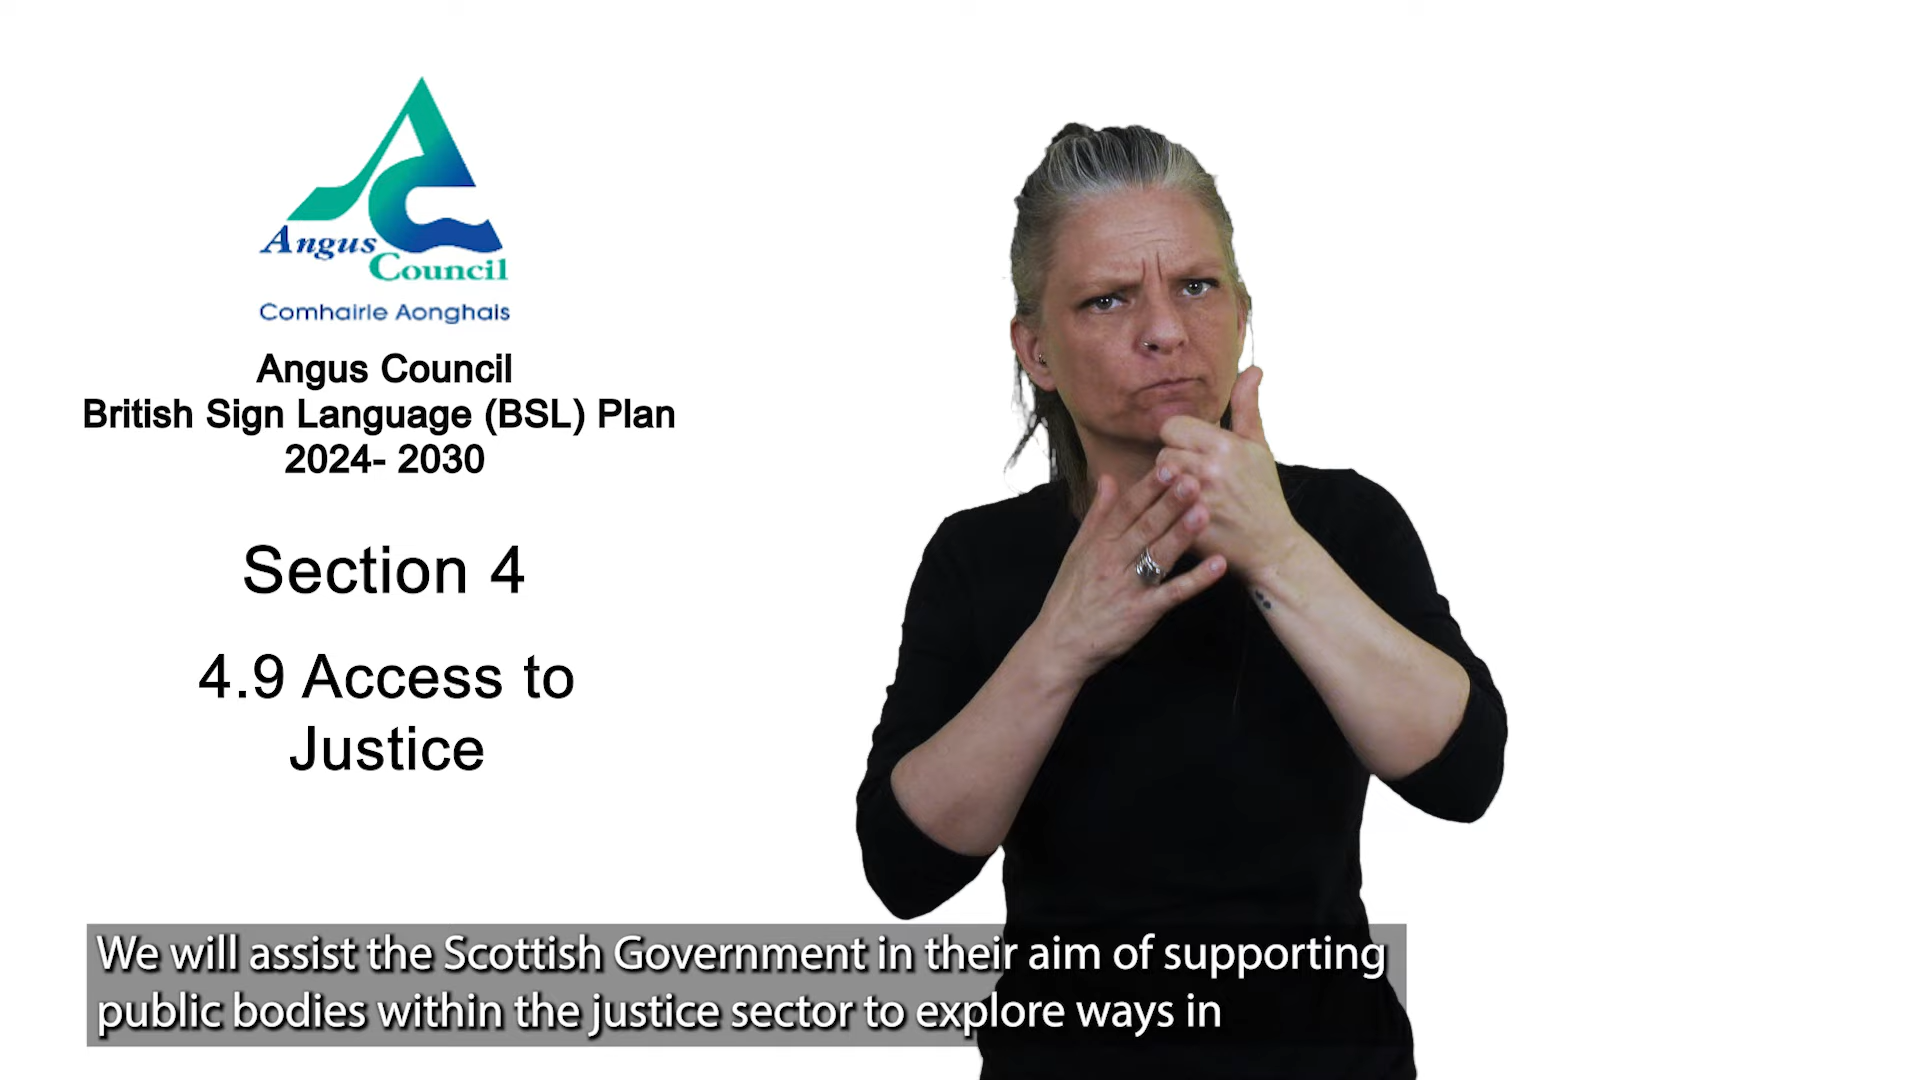 Angus
Council
Comhairle Aonghais
Angus Council
British Sign Language (BSL) Plan
2024- 2030
Section 4
4.9 Access to
Justice
We will assist the Scottish Government in their aim of supporting
public bodies within the justice sector to explore ways in